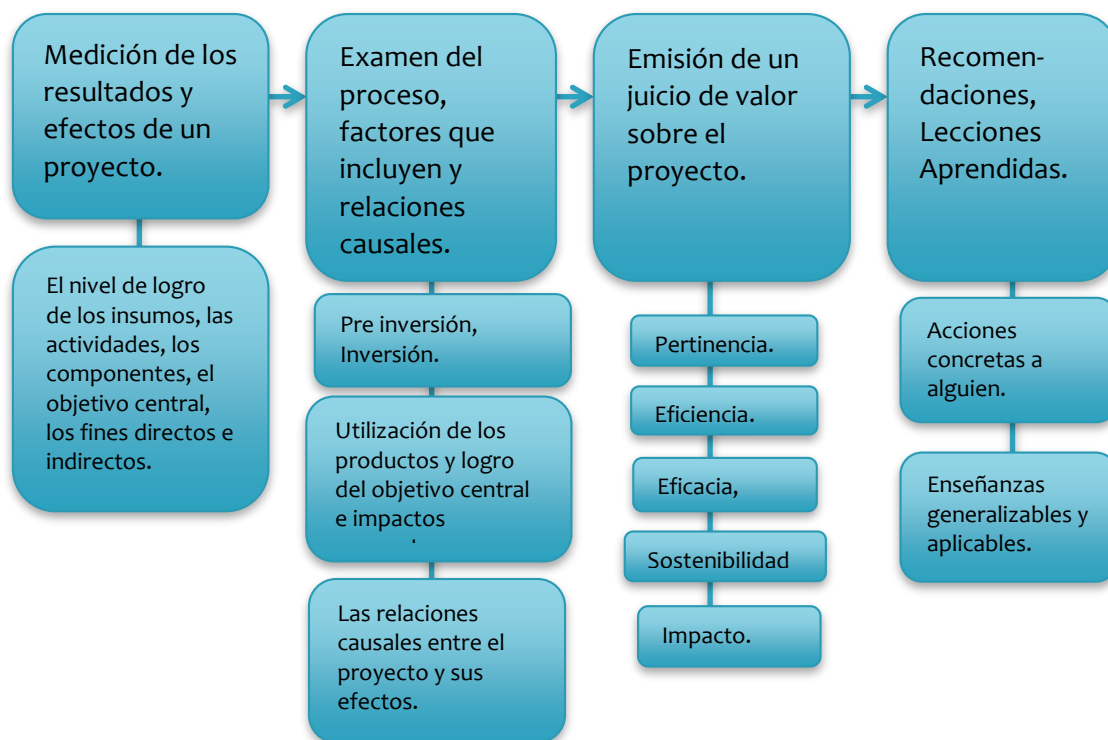 Medición de los
resultados y
efectos de un
proyecto.
El nivel de logro
de los insumos, las
actividades, los
componentes, el
objetivo central,
los fines directos e
indirectos.
Examen del
proceso,
factores que
incluyen y
relaciones
causales.
Pre inversión,
Inversión.
Utilización de los
productos y logro
del objetivo central
e impactos
Las relaciones
causales entre el
proyecto y sus
efectos.
Emisión de un
juicio de valor
sobre el
proyecto.
Pertinencia.
Eficiencia.
Eficacia,
Sostenibilidad
Impacto.
Recomen-
daciones,
Lecciones
Aprendidas.
Acciones
concretas a
alguien.
Enseñanzas
generalizables y
aplicables.